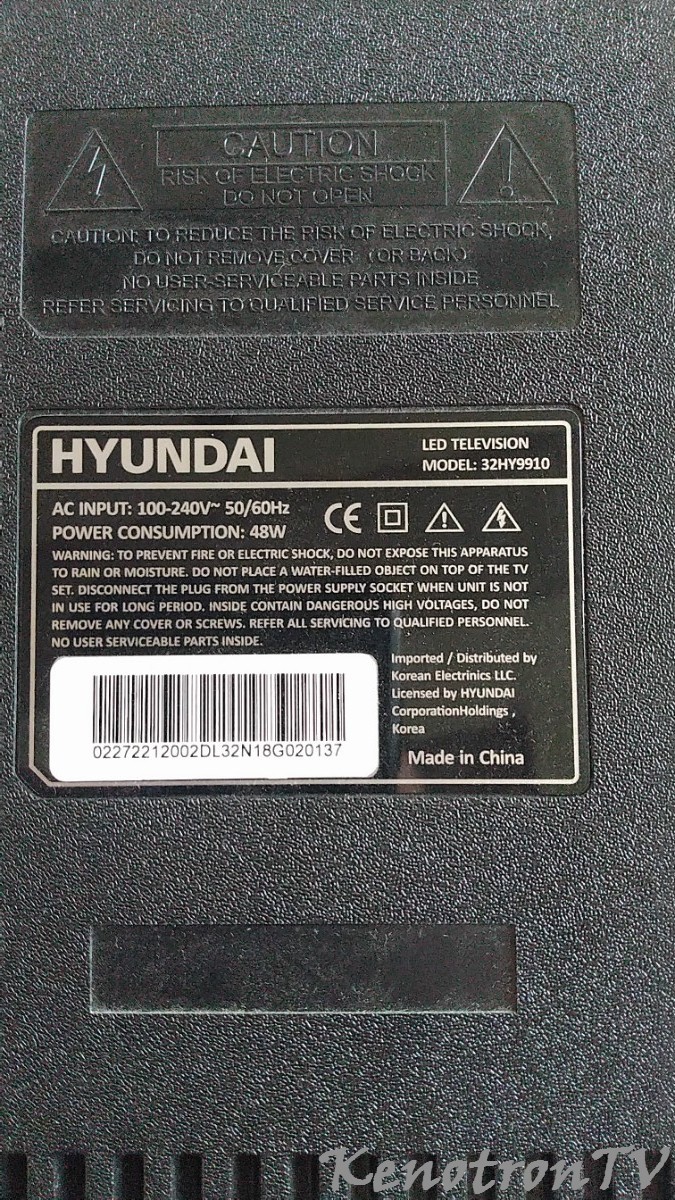 CAUTION
RISK OF ELECTRIC SHOCK
DO NOT OPEN
CAUTION: TO REDUCE THE RISK OF ELECTRIC SHOCK,
DO NOT REMOVE COVER (OR BACK)
NO USER-SERVICEABLE PARTS INSIDE
REFER SERVICING TO QUALIFIED SERVICE PERSONNEL
HYUNDAI
LED TELEVISION
MODEL: 32HY9910
AC INPUT: 100-240V~ 50/60Hz
POWER CONSUMPTION: 48W
CE
WARNING: TO PREVENT FIRE OR ELECTRIC SHOCK, DO NOT EXPOSE THIS APPARATUS
TO RAIN OR MOISTURE. DO NOT PLACE A WATER-FILLED OBJECT ON TOP OF THE TV
SET. DISCONNECT THE PLUG FROM THE POWER SUPPLY SOCKET WHEN UNIT IS NOT
IN USE FOR LONG PERIOD. INSIDE CONTAIN DANGEROUS HIGH VOLTAGES, DO NOT
REMOVE ANY COVER OR SCREWS. REFER ALL SERVICING TO QUALIFIED PERSONNEL.
NO USER SERVICEABLE PARTS INSIDE.
02272212002DL32N18G020137
Imported / Distributed by
Korean Electrinics LLC.
Licensed by HYUNDAI
CorporationHoldings ,
Korea
Made in China
KenotronTV